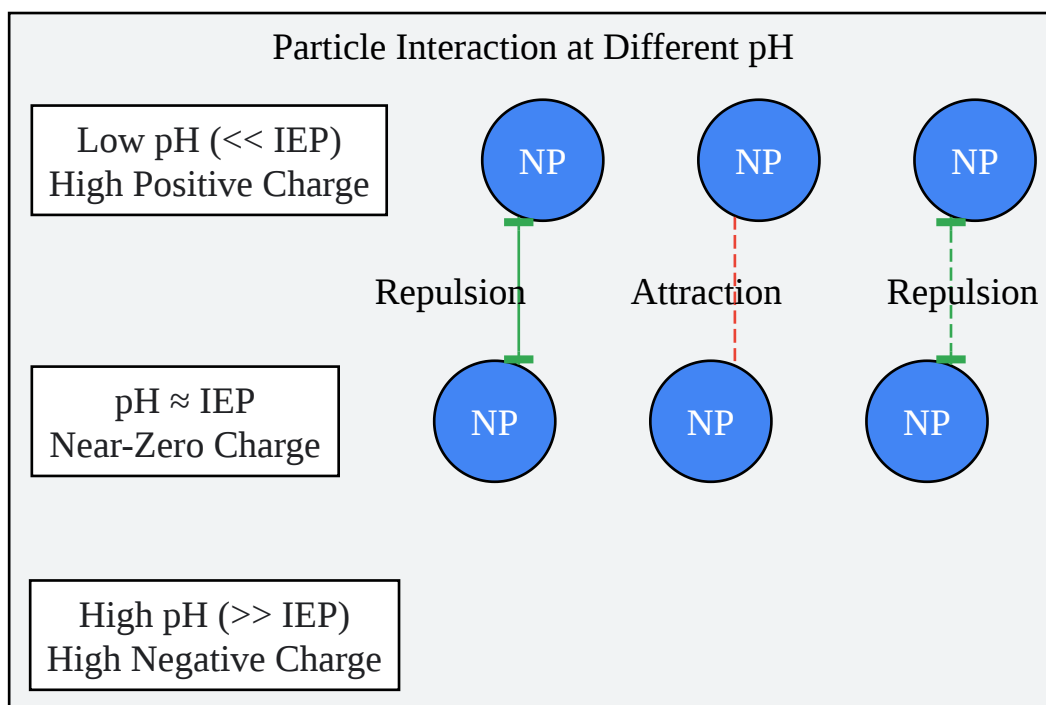 Particle Interaction at Different pH
Low pH (<< IEP)
High Positive Charge
NP
NP
NP
Repulsion
Attraction
Repulsion
pH ≈ IEP
Near-Zero Charge
NP
NP
NP
High pH (>> IEP)
High Negative Charge